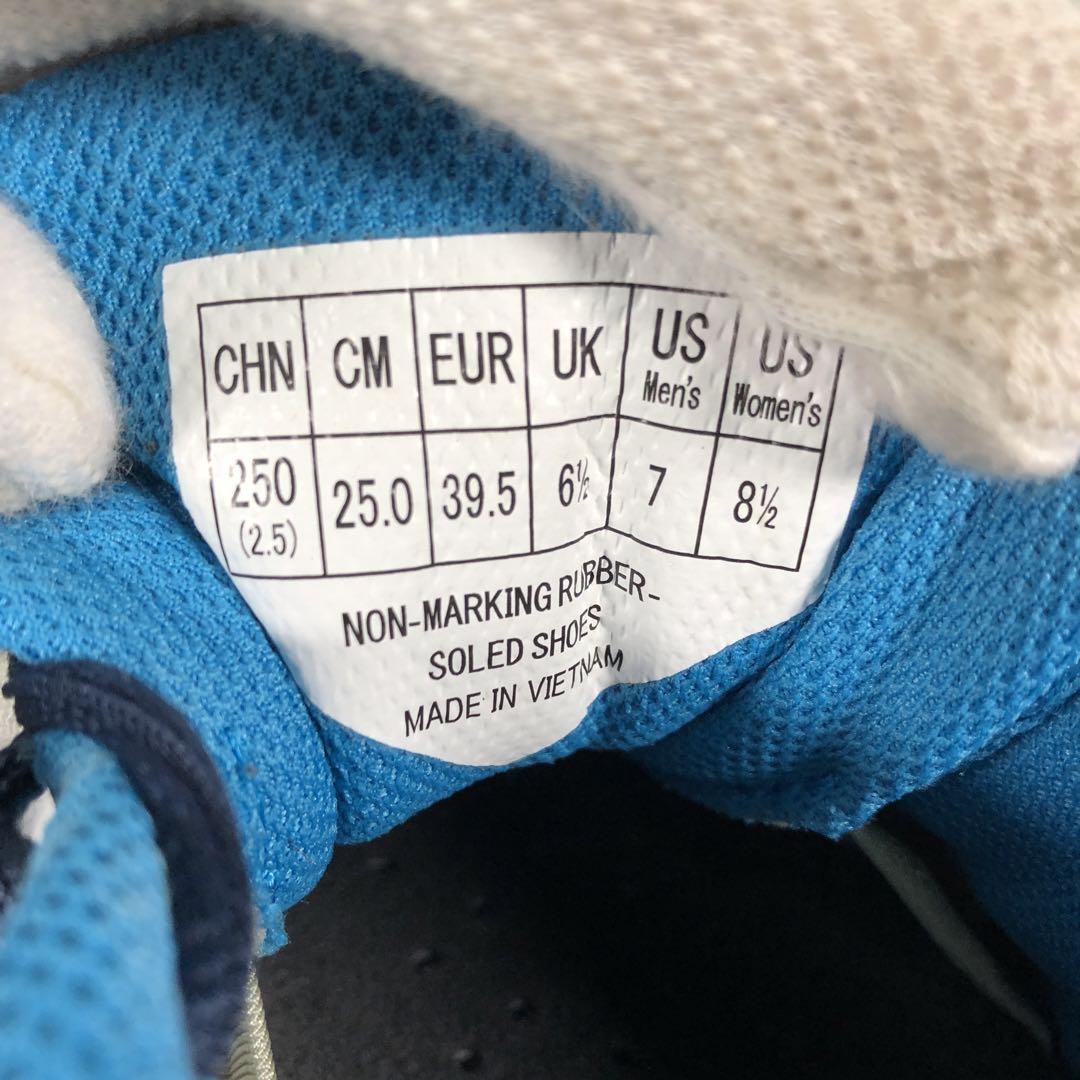 CHN CM EUR UK US Men's US Women's
250 (2.5) 25.0 39.5 6½ 7 8½
NON-MARKING RUBBER-
SOLED SHOES
MADE IN VIETNAM